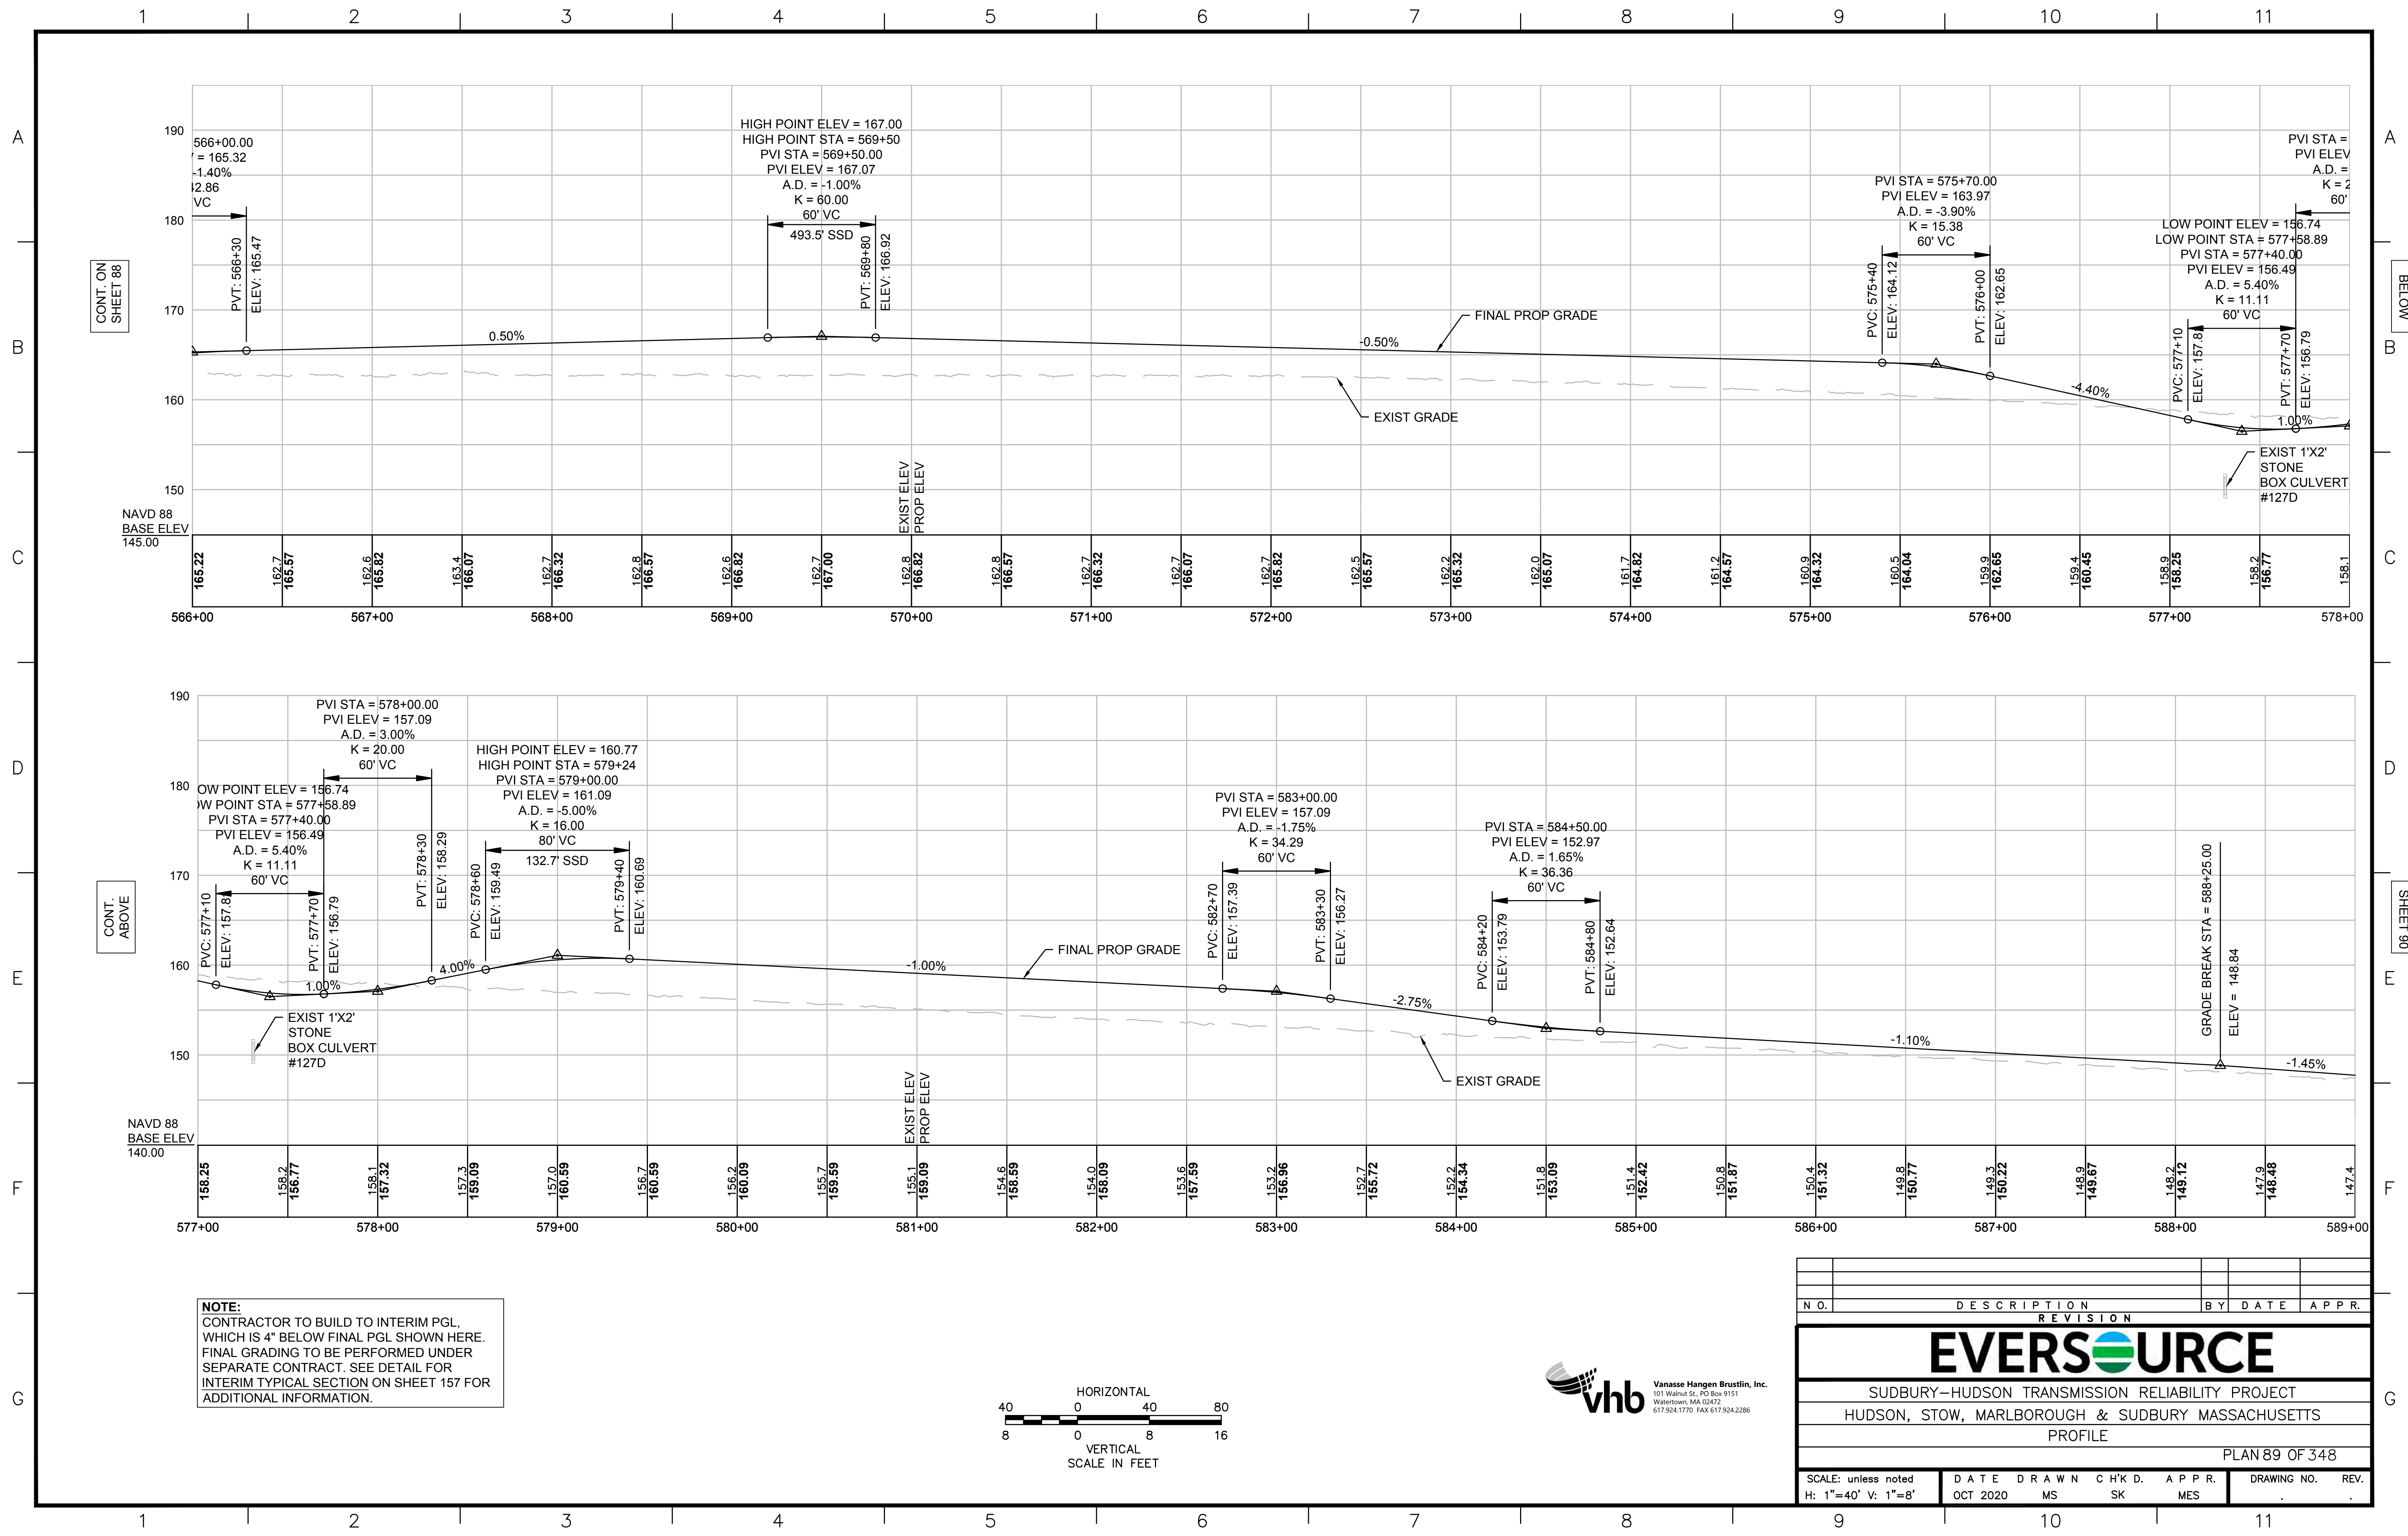 1 2 3 4 5 6 7 8 9 10 11
A
B
C
D
E
F
G
190
180
170
160
150
NAVD 88
BASE ELEV
145.00
CONT. ON
SHEET 88
566+00.00
= 165.32
-1.40%
VC
PVT: 566+30
ELEV: 165.47
0.50%
HIGH POINT ELEV = 167.00
HIGH POINT STA = 569+50
PVI STA = 569+50.00
PVI ELEV = 167.07
A.D. = -1.00%
K = 60.00
60' VC
493.5' SSD
PVT: 569+80
ELEV: 166.92
-0.50%
FINAL PROP GRADE
EXIST GRADE
PVI STA = 575+70.00
PVI ELEV = 163.97
A.D. = -3.90%
K = 15.38
60' VC
PVC: 575+40
ELEV: 164.12
PVT: 576+00
ELEV: 162.65
-4.40%
PVI STA =
PVI ELEV
A.D. =
K = 2
60'
LOW POINT ELEV = 156.74
LOW POINT STA = 577+58.89
PVI STA = 577+40.00
PVI ELEV = 156.49
A.D. = 5.40%
K = 11.11
60' VC
PVC: 577+10
ELEV: 157.81
PVT: 577+70
ELEV: 156.79
1.00%
EXIST 1'X2'
STONE
BOX CULVERT
#127D
BELOW
EXIST ELEV
PROP ELEV
165.22
162.7 165.57
162.6 165.82
163.4 166.07
162.7 166.32
162.8 166.57
162.6 166.82
162.7 167.00
162.8 166.82
162.8 166.57
162.7 166.32
162.7 166.07
162.7 165.82
162.5 165.57
162.2 165.32
162.0 165.07
161.7 164.82
161.2 164.57
160.9 164.32
160.5 164.04
159.9 162.65
159.4 160.45
158.9 158.25
158.2 156.77
158.1
566+00 567+00 568+00 569+00 570+00 571+00 572+00 573+00 574+00 575+00 576+00 577+00 578+00
190
180
170
160
150
NAVD 88
BASE ELEV
140.00
CONT.
ABOVE
PVI STA = 578+00.00
PVI ELEV = 157.09
A.D. = 3.00%
K = 20.00
60' VC
OW POINT ELEV = 156.74
OW POINT STA = 577+58.89
PVI STA = 577+40.00
PVI ELEV = 156.49
A.D. = 5.40%
K = 11.11
60' VC
PVC: 577+10
ELEV: 157.81
PVT: 577+70
ELEV: 156.79
1.00%
PVT: 578+30
ELEV: 158.29
4.00%
EXIST 1'X2'
STONE
BOX CULVERT
#127D
HIGH POINT ELEV = 160.77
HIGH POINT STA = 579+24
PVI STA = 579+00.00
PVI ELEV = 161.09
A.D. = -5.00%
K = 16.00
80' VC
132.7' SSD
PVC: 578+60
ELEV: 159.49
PVT: 579+40
ELEV: 160.69
-1.00%
FINAL PROP GRADE
PVI STA = 583+00.00
PVI ELEV = 157.09
A.D. = -1.75%
K = 34.29
60' VC
PVC: 582+70
ELEV: 157.39
PVT: 583+30
ELEV: 156.27
-2.75%
EXIST GRADE
PVI STA = 584+50.00
PVI ELEV = 152.97
A.D. = 1.65%
K = 36.36
60' VC
PVC: 584+20
ELEV: 153.79
PVT: 584+80
ELEV: 152.64
-1.10%
GRADE BREAK STA = 588+25.00
ELEV = 148.84
-1.45%
SHEET 90
EXIST ELEV
PROP ELEV
158.25
158.2 156.77
158.1 157.32
157.3 159.09
157.0 160.59
156.7 160.59
156.2 160.09
155.7 159.59
155.1 159.09
154.6 158.59
154.0 158.09
153.6 157.59
153.2 156.96
152.7 155.72
152.2 154.34
151.8 153.09
151.4 152.42
150.8 151.87
150.4 151.32
149.8 150.77
149.3 150.22
148.9 149.67
148.2 149.12
147.9 148.48
147.4
577+00 578+00 579+00 580+00 581+00 582+00 583+00 584+00 585+00 586+00 587+00 588+00 589+00
NOTE:
CONTRACTOR TO BUILD TO INTERIM PGL,
WHICH IS 4" BELOW FINAL PGL SHOWN HERE.
FINAL GRADING TO BE PERFORMED UNDER
SEPARATE CONTRACT. SEE DETAIL FOR
INTERIM TYPICAL SECTION ON SHEET 157 FOR
ADDITIONAL INFORMATION.
HORIZONTAL
40 0 40 80
8 0 8 16
VERTICAL
SCALE IN FEET
vhb
Vanasse Hangen Brustlin, Inc.
101 Walnut St., PO Box 9151
Watertown, MA 02472
617.924.1770 FAX 617.924.2286
NO. DESCRIPTION BY DATE APPR.
REVISION
EVERSOURCE
SUDBURY-HUDSON TRANSMISSION RELIABILITY PROJECT
HUDSON, STOW, MARLBOROUGH & SUDBURY MASSACHUSETTS
PROFILE
PLAN 89 OF 348
SCALE: unless noted DATE DRAWN CH'K D. APPR. DRAWING NO. REV.
H: 1"=40' V: 1"=8' OCT 2020 MS SK MES . .
A
B
C
D
E
F
G
1 2 3 4 5 6 7 8 9 10 11